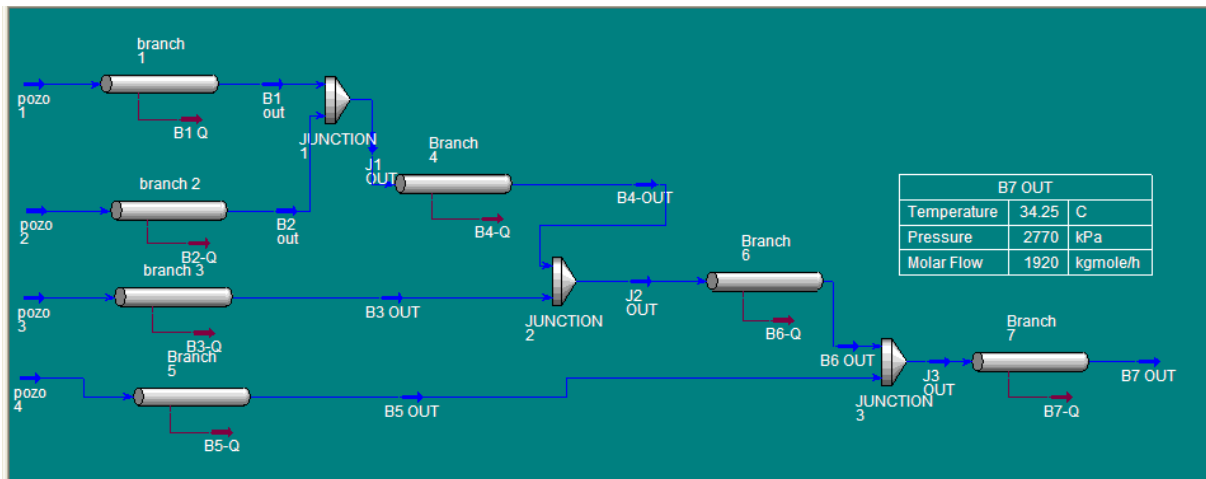 branch
1
pozo
1
B1
out
B1 Q
JUNCTION
1
J1
OUT
Branch
4
B4-OUT
B4-Q
branch 2
pozo
2
B2
out
B2-Q
branch 3
pozo
3
B3 OUT
B3-Q
JUNCTION
2
J2
OUT
Branch
6
B6 OUT
B6-Q
Branch
5
pozo
4
B5 OUT
B5-Q
JUNCTION
3
J3
OUT
Branch
7
B7 OUT
B7-Q
B7 OUT
Temperature 34.25 C
Pressure 2770 kPa
Molar Flow 1920 kgmole/h